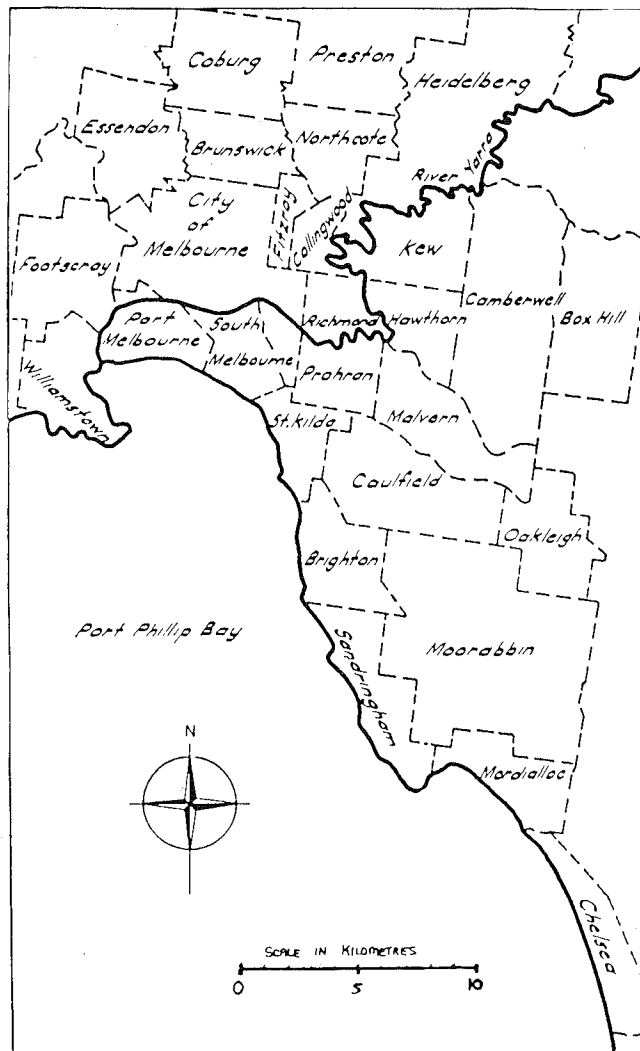 Coburg
Preston
Heidelberg
Essendon
Brunswick
Northcote
River Yarra
City
of
Melbourne
Fitzroy
Collingwood
Kew
Footscray
Camberwell
Box Hill
Port
Melbourne
South
Melbourne
Richmond
Hawthorn
Williamstown
Prahran
Malvern
St.kilda
Caulfield
Oakleigh
Brighton
Port Phillip Bay
Sandringham
Moorabbin
N
Mordialloc
Chelsea
SCALE IN KILOMETRES
0 5 10